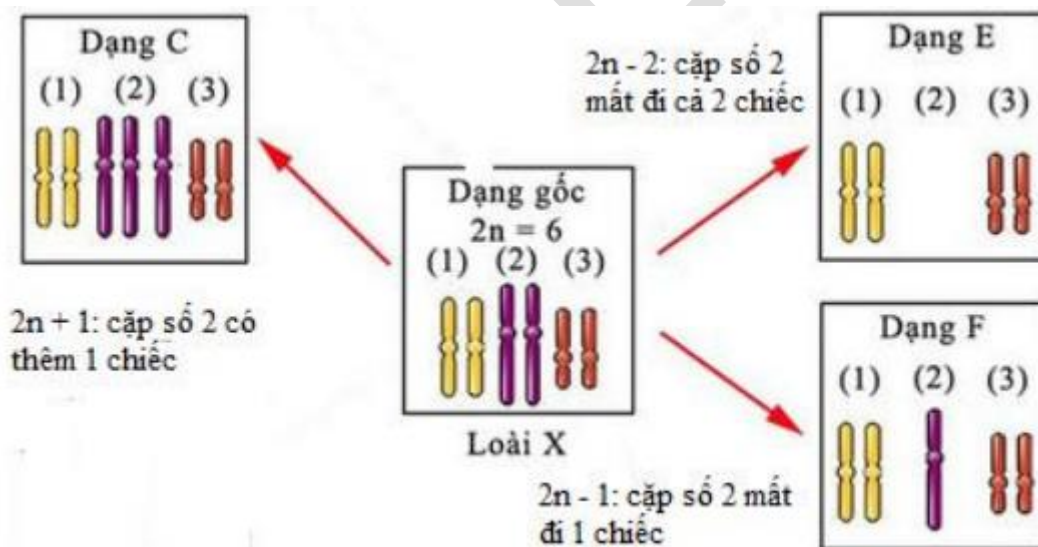 Dạng C
(1) (2) (3)
2n + 1: cặp số 2 có
thêm 1 chiếc
Dạng gốc
2n = 6
(1) (2) (3)
Loài X
2n - 2: cặp số 2
mất đi cả 2 chiếc
Dạng E
(1) (2) (3)
2n - 1: cặp số 2 mất
đi 1 chiếc
Dạng F
(1) (2) (3)